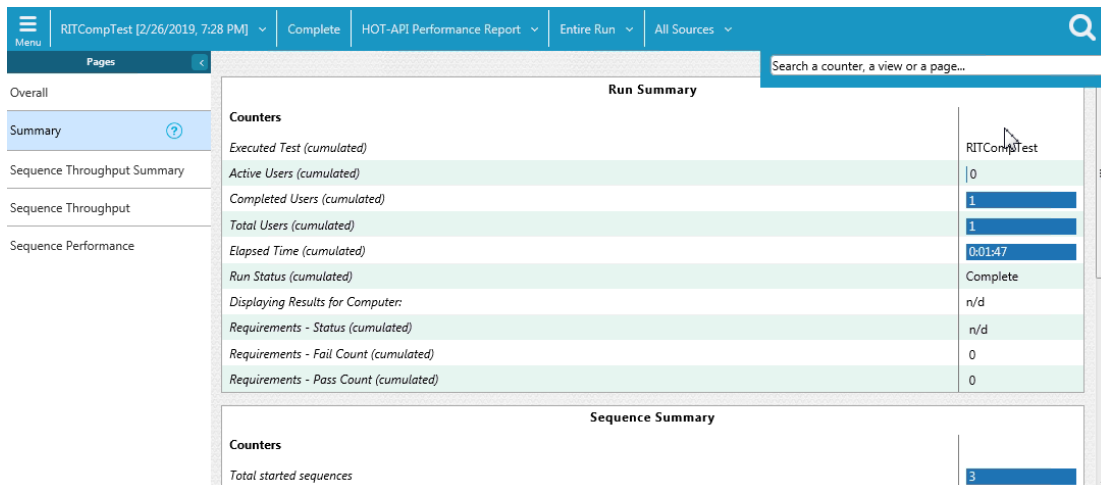 RITCompTest [2/26/2019, 7:28 PM] Complete HOT-API Performance Report Entire Run All Sources
Menu
Pages
Search a counter, a view or a page...
Overall
Summary ?
Sequence Throughput Summary
Sequence Throughput
Sequence Performance
Run Summary
Counters
Executed Test (cumulated) RITCompTest
Active Users (cumulated) 0
Completed Users (cumulated) 1
Total Users (cumulated) 1
Elapsed Time (cumulated) 0:01:47
Run Status (cumulated) Complete
Displaying Results for Computer: n/d
Requirements - Status (cumulated) n/d
Requirements - Fail Count (cumulated) 0
Requirements - Pass Count (cumulated) 0
Sequence Summary
Counters
Total started sequences 3